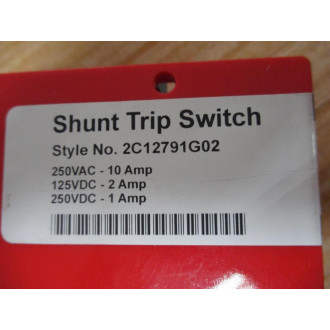 Shunt Trip Switch
Style No. 2C12791G02
250VAC - 10 Amp
125VDC - 2 Amp
250VDC - 1 Amp